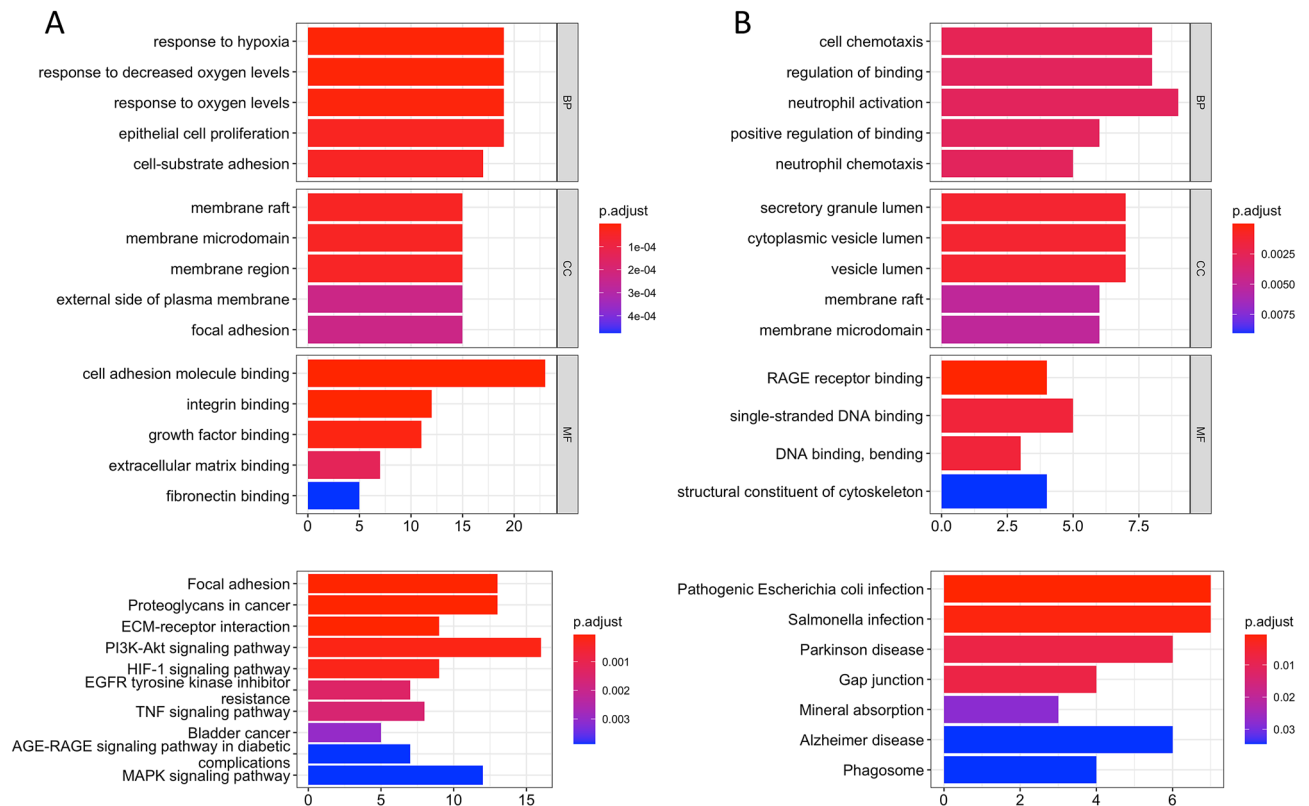 A
response to hypoxia
response to decreased oxygen levels
response to oxygen levels
epithelial cell proliferation
cell-substrate adhesion
BP
membrane raft
membrane microdomain
membrane region
external side of plasma membrane
focal adhesion
CC
cell adhesion molecule binding
integrin binding
growth factor binding
extracellular matrix binding
fibronectin binding
MF
0 5 10 15 20
p.adjust
1e-04
2e-04
3e-04
4e-04
Focal adhesion
Proteoglycans in cancer
ECM-receptor interaction
PI3K-Akt signaling pathway
HIF-1 signaling pathway
EGFR tyrosine kinase inhibitor
resistance
TNF signaling pathway
Bladder cancer
AGE-RAGE signaling pathway in diabetic
complications
MAPK signaling pathway
0 5 10 15
p.adjust
0.001
0.002
0.003
B
cell chemotaxis
regulation of binding
neutrophil activation
positive regulation of binding
neutrophil chemotaxis
BP
secretory granule lumen
cytoplasmic vesicle lumen
vesicle lumen
membrane raft
membrane microdomain
CC
RAGE receptor binding
single-stranded DNA binding
DNA binding, bending
structural constituent of cytoskeleton
MF
0.0 2.5 5.0 7.5
p.adjust
0.0025
0.0050
0.0075
Pathogenic Escherichia coli infection
Salmonella infection
Parkinson disease
Gap junction
Mineral absorption
Alzheimer disease
Phagosome
0 2 4 6
p.adjust
0.01
0.02
0.03